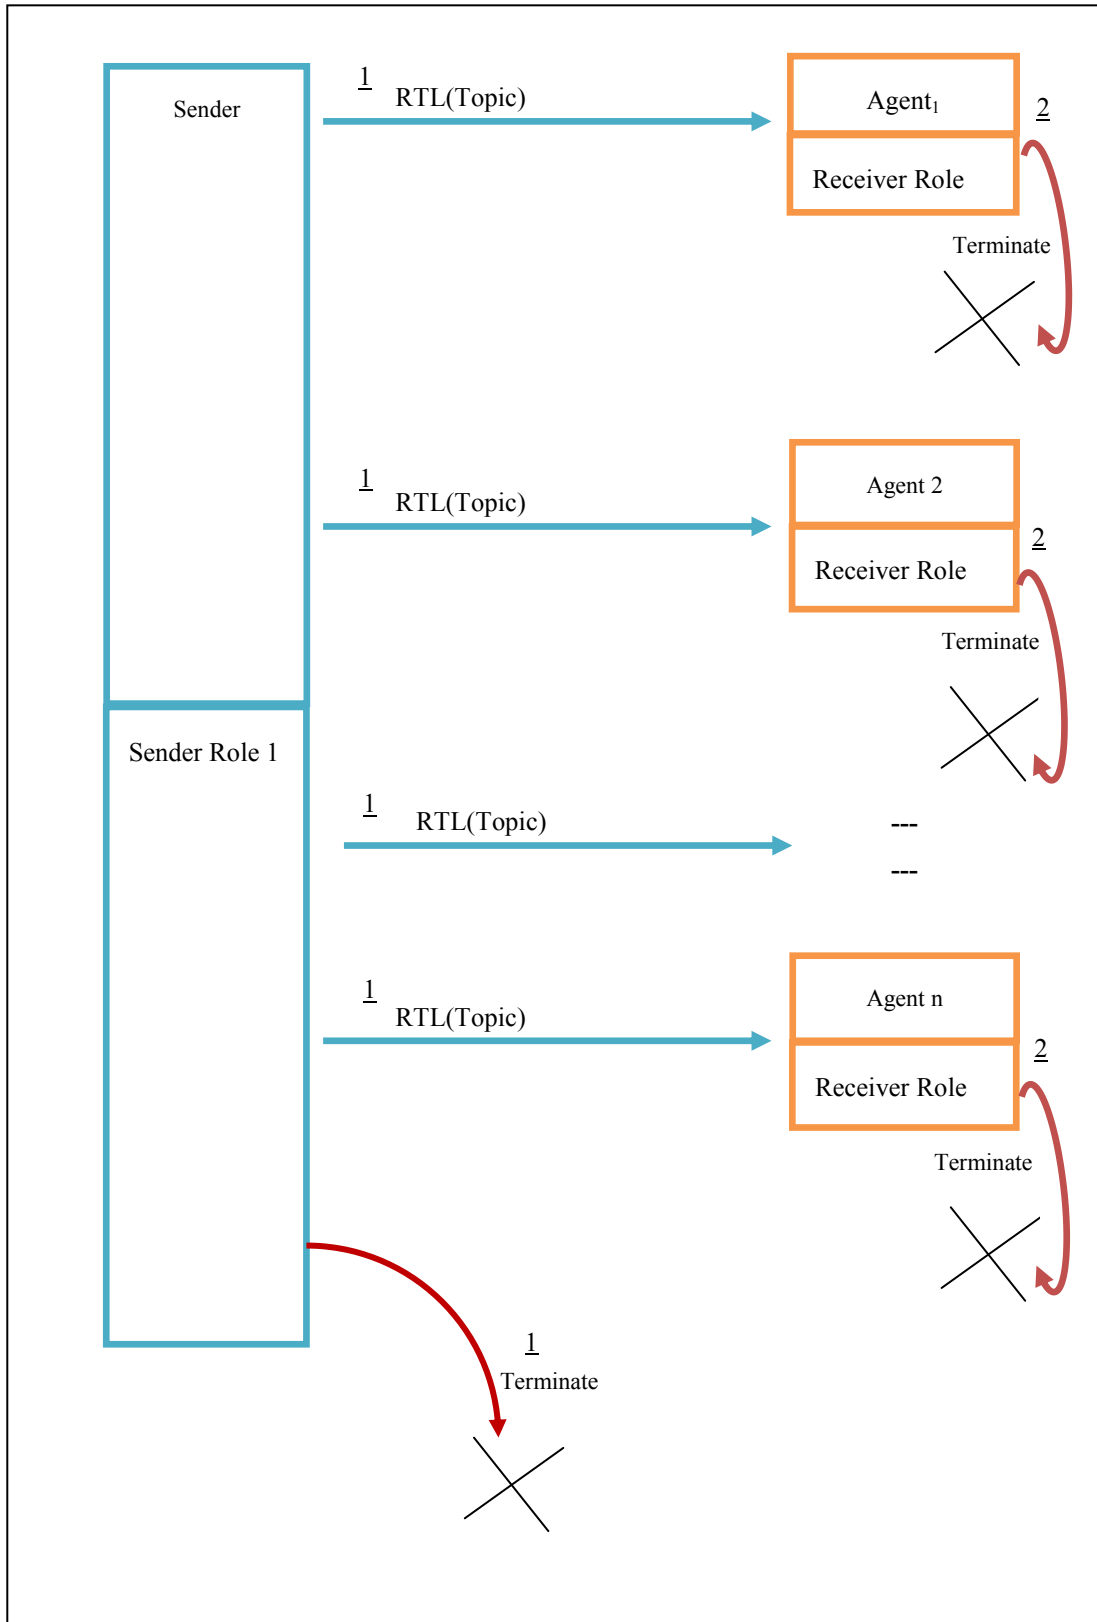 Sender
1
RTL(Topic)
Agent₁
2
Receiver Role
Terminate
1
RTL(Topic)
Agent 2
2
Receiver Role
Terminate
Sender Role 1
1
RTL(Topic)
---
---
1
RTL(Topic)
Agent n
2
Receiver Role
Terminate
1
Terminate